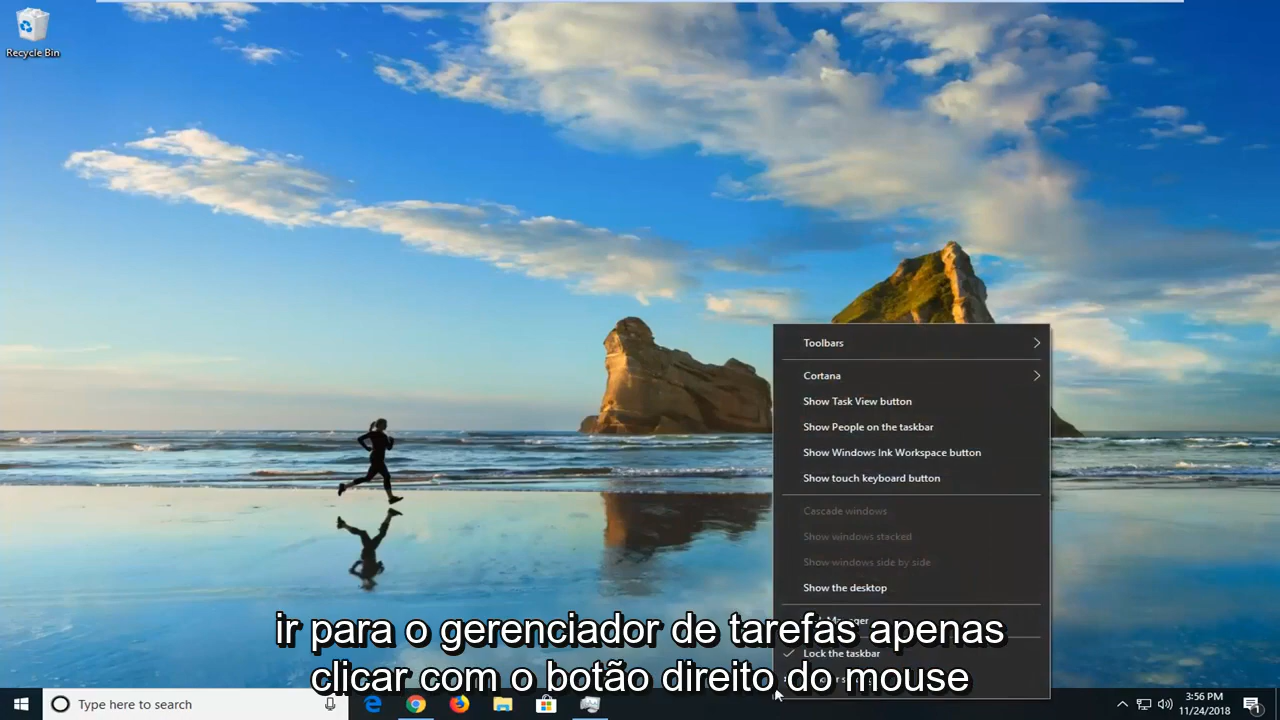 Recycle Bin
Toolbars
Cortana
Show Task View button
Show People on the taskbar
Show Windows Ink Workspace button
Show touch keyboard button
Cascade windows
Show windows stacked
Show windows side by side
Show the desktop
Manager
ir para o gerenciador de tarefas apenas
Lock the taskbar
clicar com o botão direito do mouse
Type here to search
3:56 PM
11/24/2018
1